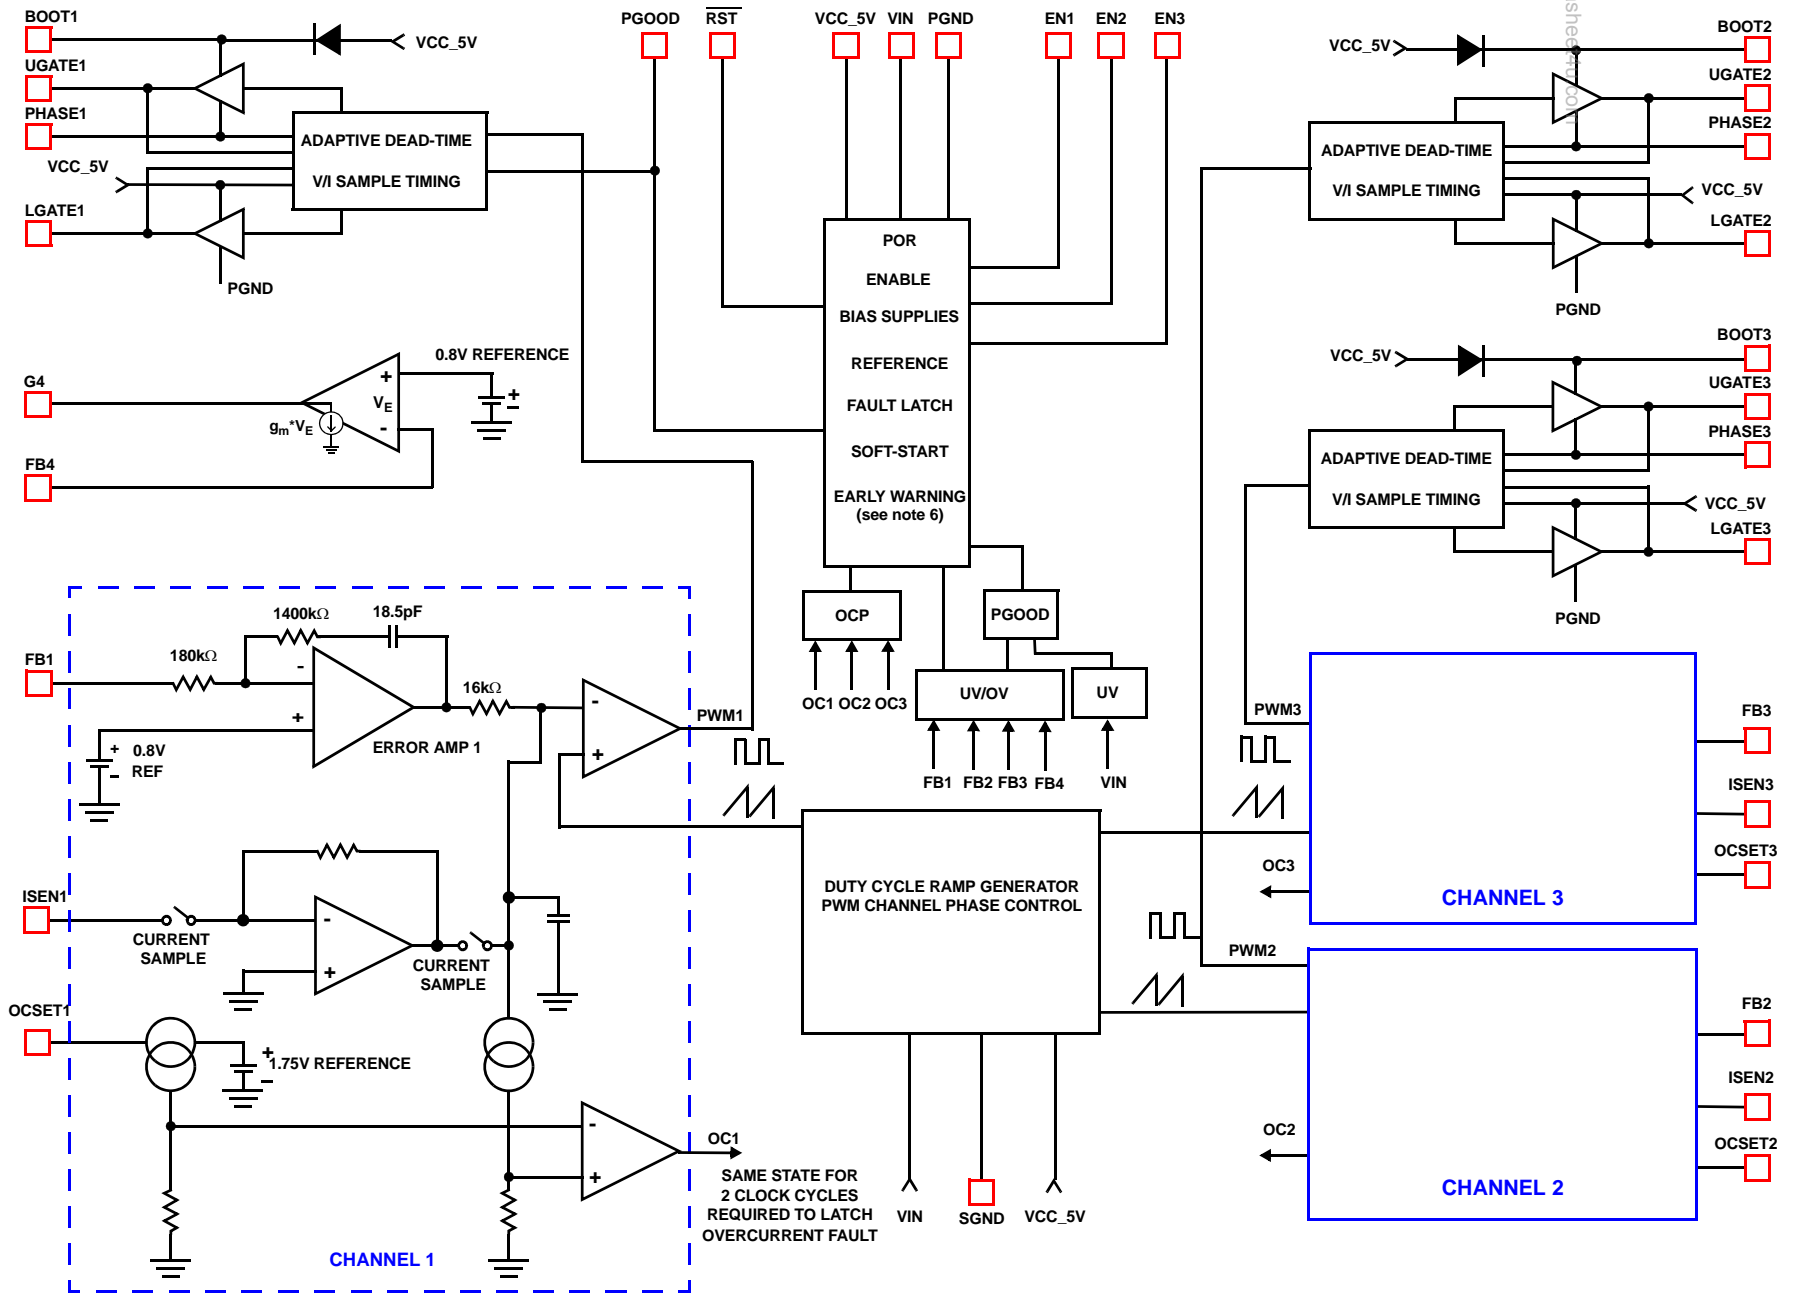 BOOT1
UGATE1
PHASE1
VCC_5V
LGATE1
VCC_5V
ADAPTIVE DEAD-TIME
V/I SAMPLE TIMING
PGND
PGOOD
RST
VCC_5V
VIN
PGND
EN1
EN2
EN3
POR
ENABLE
BIAS SUPPLIES
REFERENCE
FAULT LATCH
SOFT-START
EARLY WARNING
(see note 6)
VCC_5V
BOOT2
UGATE2
PHASE2
ADAPTIVE DEAD-TIME
V/I SAMPLE TIMING
VCC_5V
LGATE2
PGND
VCC_5V
BOOT3
UGATE3
PHASE3
ADAPTIVE DEAD-TIME
V/I SAMPLE TIMING
VCC_5V
LGATE3
PGND
G4
FB4
0.8V REFERENCE
+
VE
gm*VE
-
+
-
OCP
OC1 OC2 OC3
PGOOD
UV/OV
UV
FB1 FB2 FB3 FB4
VIN
1400kΩ
18.5pF
FB1
180kΩ
-
+
16kΩ
ERROR AMP 1
+ 0.8V
- REF
-
+
PWM1
ISEN1
CURRENT
SAMPLE
-
+
CURRENT
SAMPLE
OCSET1
+
1.75V REFERENCE
-
-
+
OC1
SAME STATE FOR
2 CLOCK CYCLES
REQUIRED TO LATCH
OVERCURRENT FAULT
CHANNEL 1
DUTY CYCLE RAMP GENERATOR
PWM CHANNEL PHASE CONTROL
VIN
SGND
VCC_5V
PWM3
OC3
CHANNEL 3
FB3
ISEN3
OCSET3
PWM2
OC2
CHANNEL 2
FB2
ISEN2
OCSET2